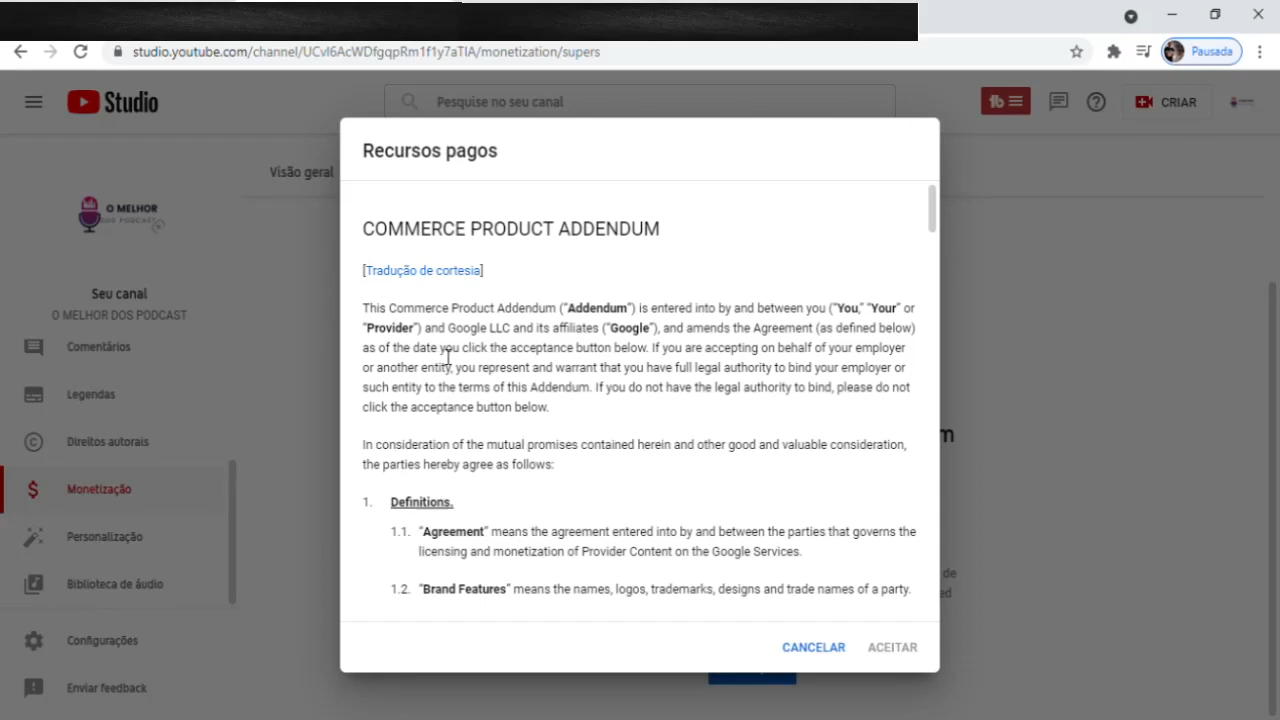 studio.youtube.com/channel/UCvI6AcWDfgqpRm1f1y7aTIA/monetization/supers
Pausada
Studio
Pesquise no seu canal
CRIAR
Recursos pagos
Visão geral
O MELHOR
DOS PODCAST
Seu canal
O MELHOR DOS PODCAST
Comentários
Legendas
Direitos autorais
Monetização
Personalização
Biblioteca de áudio
Configurações
Enviar feedback
COMMERCE PRODUCT ADDENDUM
[Tradução de cortesia]
This Commerce Product Addendum (“Addendum”) is entered into by and between you (“You,” “Your” or
“Provider”) and Google LLC and its affiliates (“Google”), and amends the Agreement (as defined below)
as of the date you click the acceptance button below. If you are accepting on behalf of your employer
or another entity, you represent and warrant that you have full legal authority to bind your employer or
such entity to the terms of this Addendum. If you do not have the legal authority to bind, please do not
click the acceptance button below.
In consideration of the mutual promises contained herein and other good and valuable consideration,
the parties hereby agree as follows:
1. Definitions.
1.1. “Agreement” means the agreement entered into by and between the parties that governs the
licensing and monetization of Provider Content on the Google Services.
1.2. “Brand Features” means the names, logos, trademarks, designs and trade names of a party.
m
de
ed
CANCELAR ACEITAR